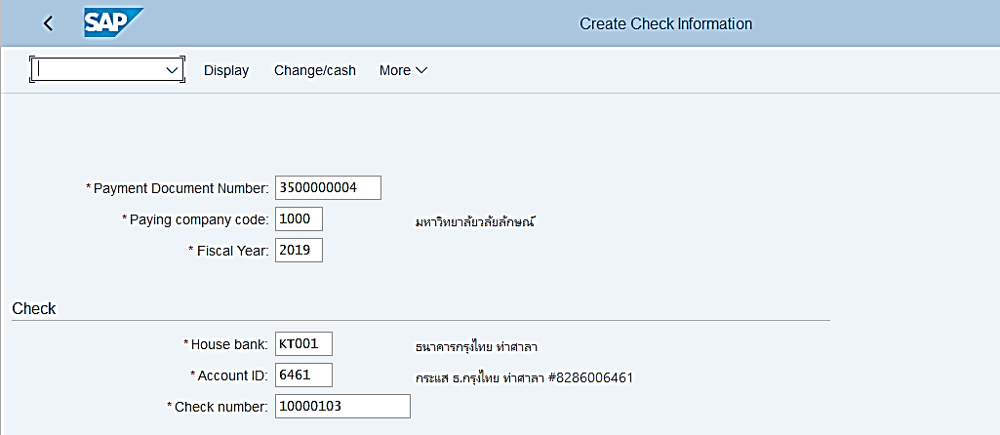 SAP Create Check Information
Display Change/cash More
* Payment Document Number: 3500000004
* Paying company code: 1000 มหาวิทยาลัยวลัยลักษณ์
* Fiscal Year: 2019
Check
* House bank: KT001 ธนาคารกรุงไทย ท่าศาลา
* Account ID: 6461 กระแส ธ.กรุงไทย ท่าศาลา #8286006461
* Check number: 10000103